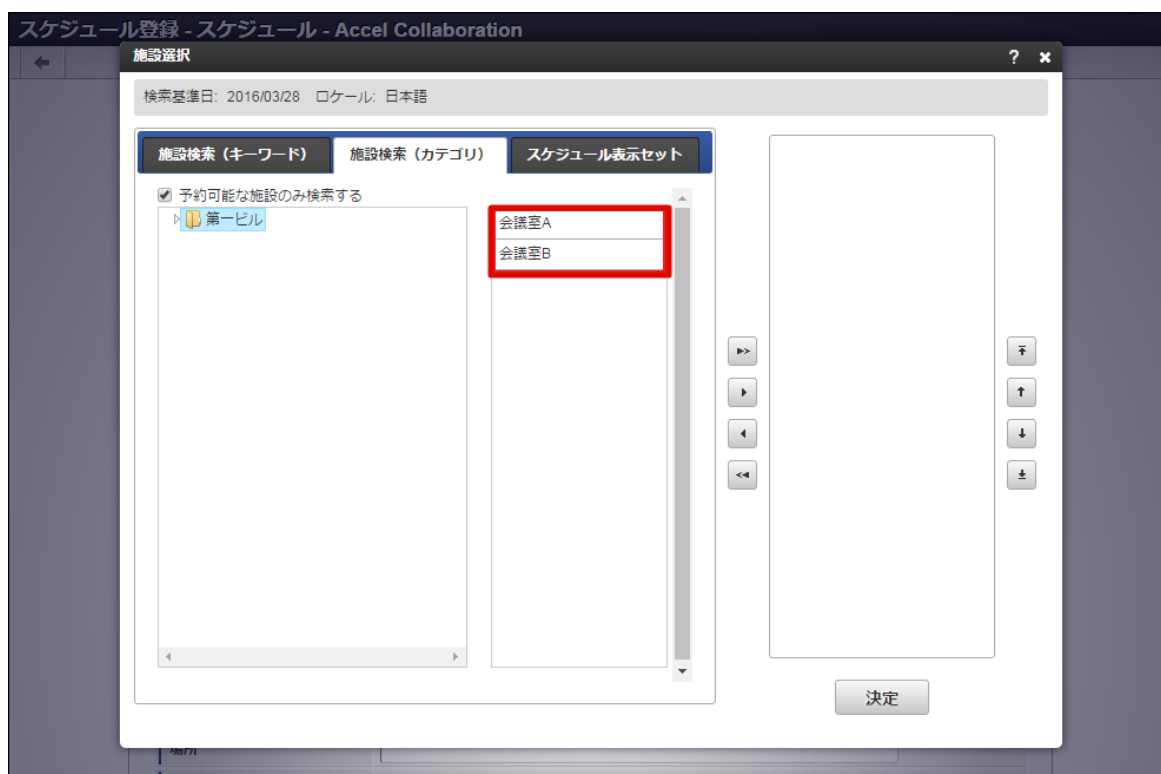 スケジュール登録 - スケジュール - Accel Collaboration
施設選択
検索基準日: 2016/03/28 ロケール: 日本語
施設検索（キーワード） 施設検索（カテゴリ） スケジュール表示セット
予約可能な施設のみ検索する
第一ビル
会議室A
会議室B
決定
場所